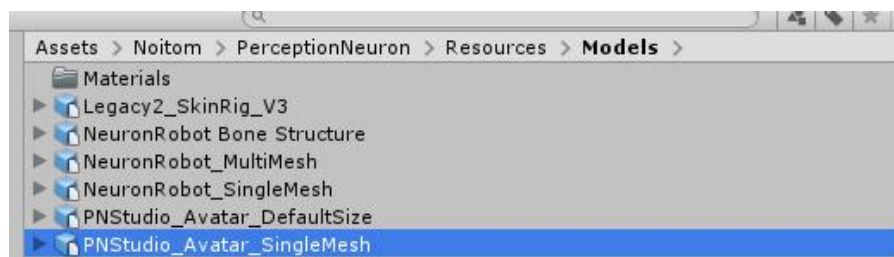 Assets > Noitom > PerceptionNeuron > Resources > Models >
Materials
Legacy2_SkinRig_V3
NeuronRobot Bone Structure
NeuronRobot_MultiMesh
NeuronRobot_SingleMesh
PNStudio_Avatar_DefaultSize
PNStudio_Avatar_SingleMesh